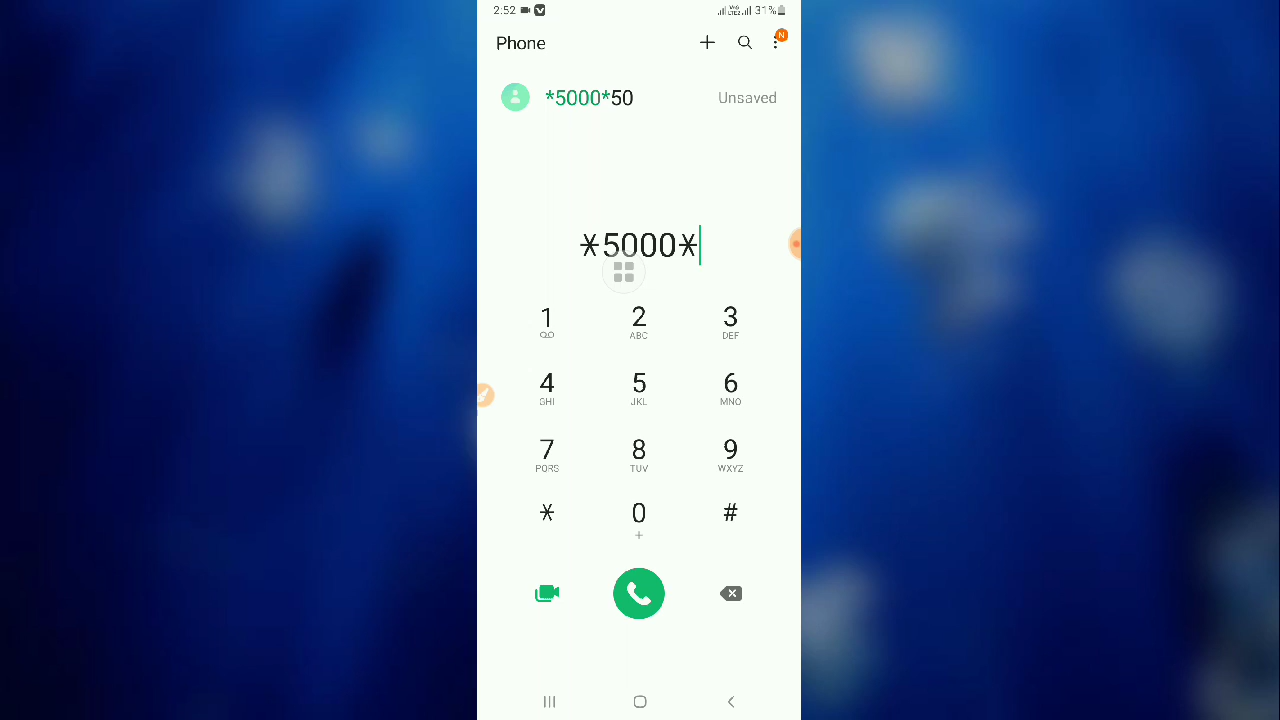 2:52 31%
Phone N
*5000*50 Unsaved
*5000*
1 2 3
ABC DEF
4 5 6
GHI JKL MNO
7 8 9
PQRS TUV WXYZ
* 0 #
+